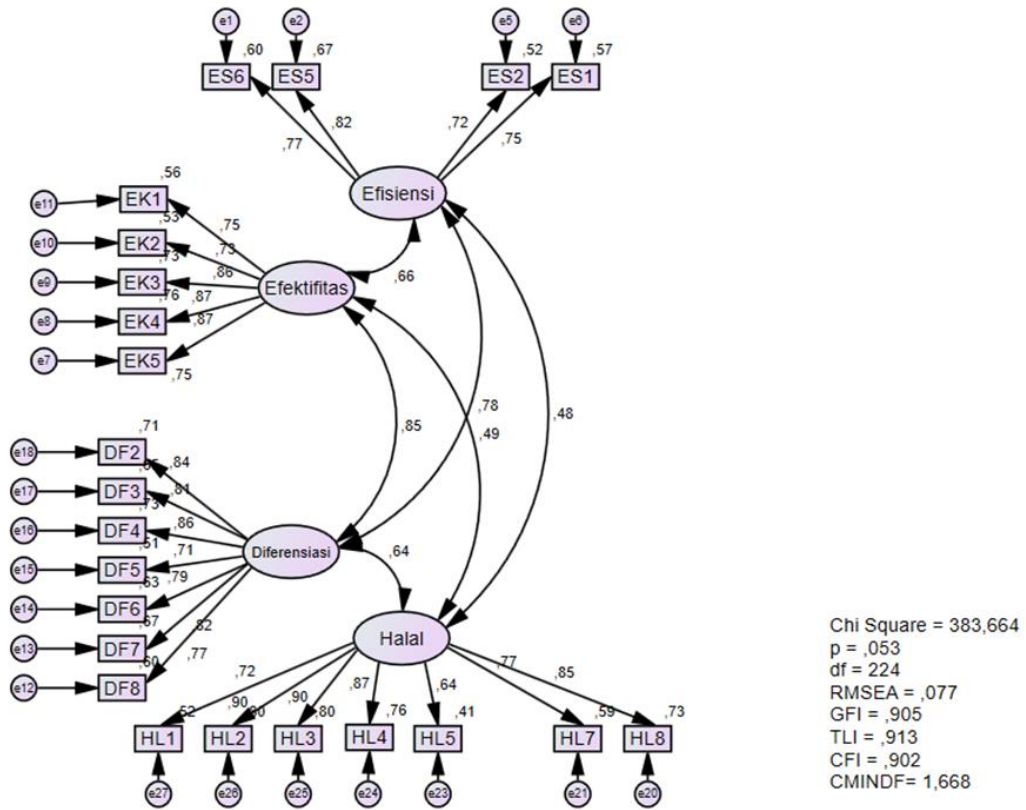 e1 e2 e5 e6
,60 ,67 ,52 ,57
ES6 ES5 ES2 ES1
,77 ,82 ,72 ,75
Efisiensi
,56
e11 EK1
,53 ,75
e10 EK2
,73 ,73
e9 EK3 ,86
,76 ,87
e8 EK4
,87
e7 EK5
,75
Efektifitas
,66
,85 ,78 ,48
,49
,71
e18 DF2
,65 ,84
e17 DF3
,73 ,81
e16 DF4 ,86
,51 ,71
e15 DF5
,63 ,79
e14 DF6
,67 ,82
e13 DF7
,60 ,77
e12 DF8
Diferensiasi
,64
Halal
,72 ,90 ,90 ,87 ,64 ,77 ,85
,52 ,80 ,80 ,76 ,41 ,59 ,73
HL1 HL2 HL3 HL4 HL5 HL7 HL8
e27 e26 e25 e24 e23 e21 e20
Chi Square = 383,664
p = ,053
df = 224
RMSEA = ,077
GFI = ,905
TLI = ,913
CFI = ,902
CMINDF= 1,668